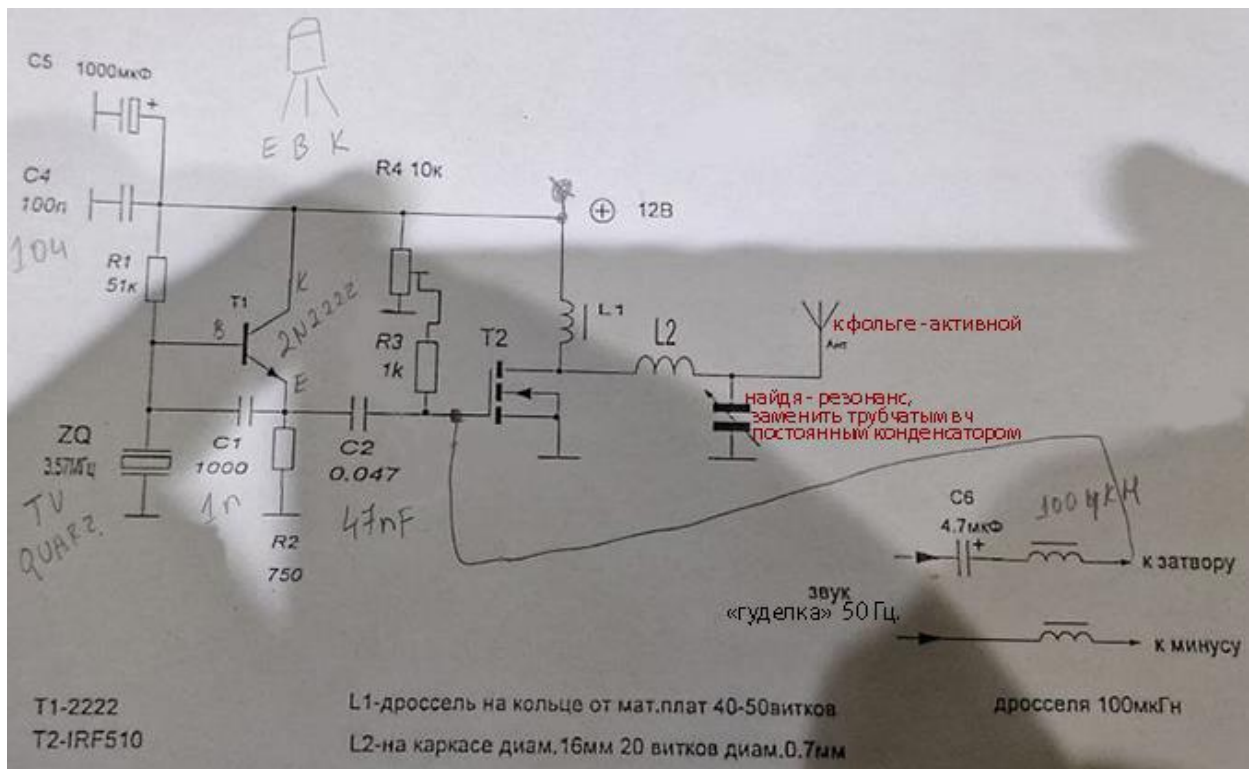 C5 1000мкФ +
E B K
R4 10к
C4
100п
104
12В
R1
51к
T1
K
B
2N2222
E
L1
L2
T2
R3
1k
Ант
к фольге - активной
найдя - резонанс,
заменить трубчатым вч
постоянным конденсатором
ZQ
3.57МГц
TV
QUARZ.
C1
1000
1n
C2
0.047
47nF
R2
750
C6
4.7мкФ
+
100 мкН
к затвору
звук
«гуделка» 50 Гц.
к минусу
T1-2222
T2-IRF510
L1-дроссель на кольце от мат.плат 40-50витков
L2-на каркасе диам.16мм 20 витков диам.0.7мм
дросселя 100мкГн